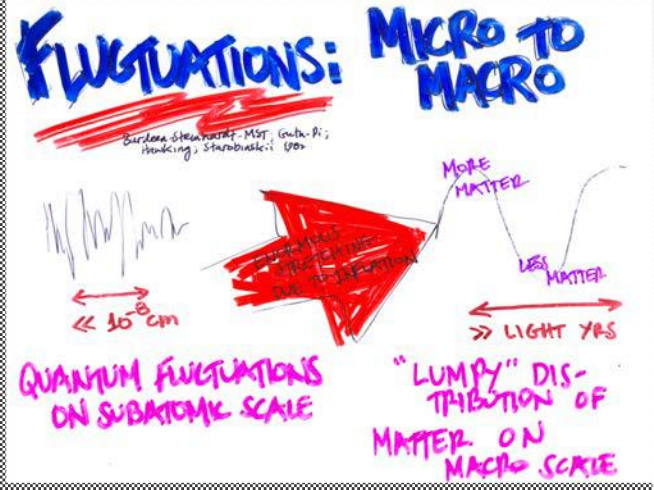 FLUCTUATIONS:
MICRO TO
MACRO
Bardeen-Steinhardt-MST; Guth-Pi;
Hawking; Starobinskii 1982
MORE
MATTER
ENORMOUS
STRETCHING
DUE TO INFLATION
LESS
MATTER
<< 10⁻⁸ cm
>> LIGHT YRS
QUANTUM FLUCTUATIONS
ON SUBATOMIC SCALE
"LUMPY" DIS-
TRIBUTION OF
MATTER ON
MACRO SCALE